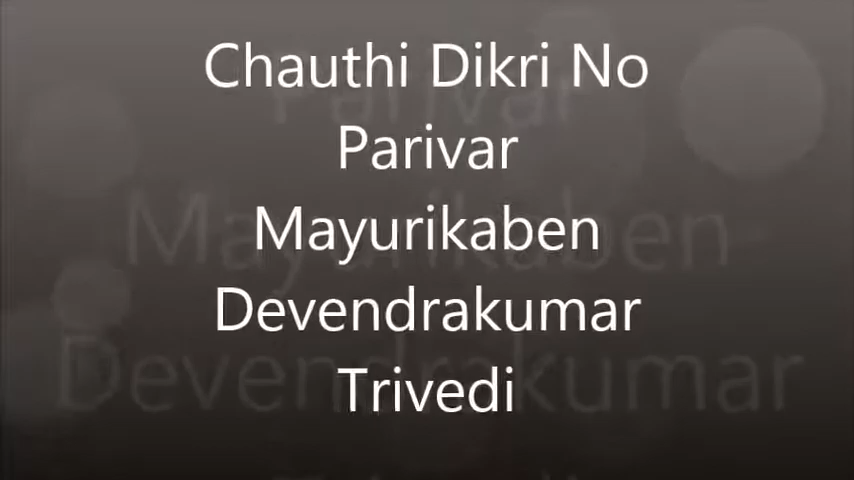 Chauthi Dikri No
Parivar
Mayurikaben
Devendrakumar
Trivedi